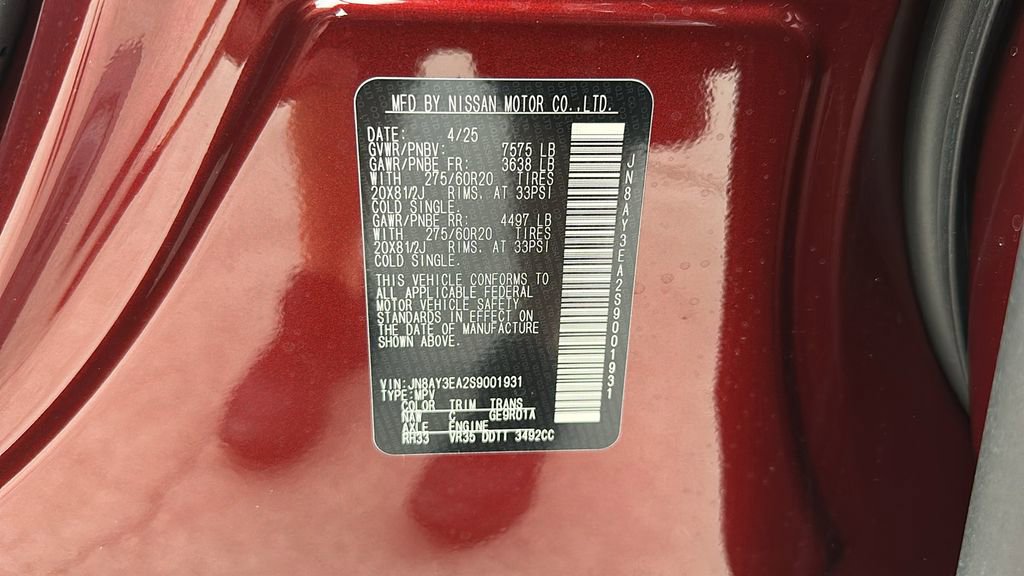 MFD BY NISSAN MOTOR CO.,LTD.
DATE: 4/25
GVWR/PNBV: 7575 LB
GAWR/PNBE FR: 3638 LB
WITH 275/60R20 TIRES
20X81/2J RIMS, AT 33PSI
COLD SINGLE.
GAWR/PNBE RR: 4497 LB
WITH 275/60R20 TIRES
20X81/2J RIMS, AT 33PSI
COLD SINGLE.
THIS VEHICLE CONFORMS TO
ALL APPLICABLE FEDERAL
MOTOR VEHICLE SAFETY
STANDARDS IN EFFECT ON
THE DATE OF MANUFACTURE
SHOWN ABOVE.
VIN:JN8AY3EA2S9001931
TYPE:MPV
COLOR TRIM TRANS
NAW C GE9R01A
AXLE ENGINE
RH33 VR35 DDTT 3492CC
JN8AY3EA2S9001931